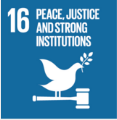 16 PEACE, JUSTICE
AND STRONG
INSTITUTIONS